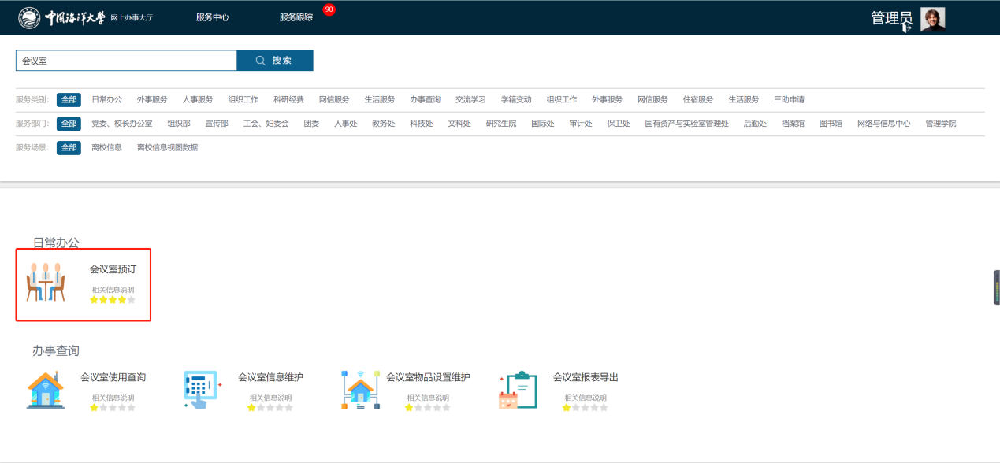 中国海洋大学 网上办事大厅 服务中心 服务跟踪 90 管理员
会议室 搜索
服务类别: 全部 日常办公 外事服务 人事服务 组织工作 科研经费 网信服务 生活服务 办事查询 交流学习 学籍变动 组织工作 外事服务 网信服务 住宿服务 生活服务 三助申请
服务部门: 全部 党委、校长办公室 组织部 宣传部 工会、妇委会 团委 人事处 教务处 科技处 文科处 研究生院 国际处 审计处 保卫处 国有资产与实验室管理处 后勤处 档案馆 图书馆 网络与信息中心 管理学院
服务场景: 全部 离校信息 离校信息视图数据
日常办公
会议室预订
相关信息说明
办事查询
会议室使用查询 会议室信息维护 会议室物品设置维护 会议室报表导出
相关信息说明 相关信息说明 相关信息说明 相关信息说明